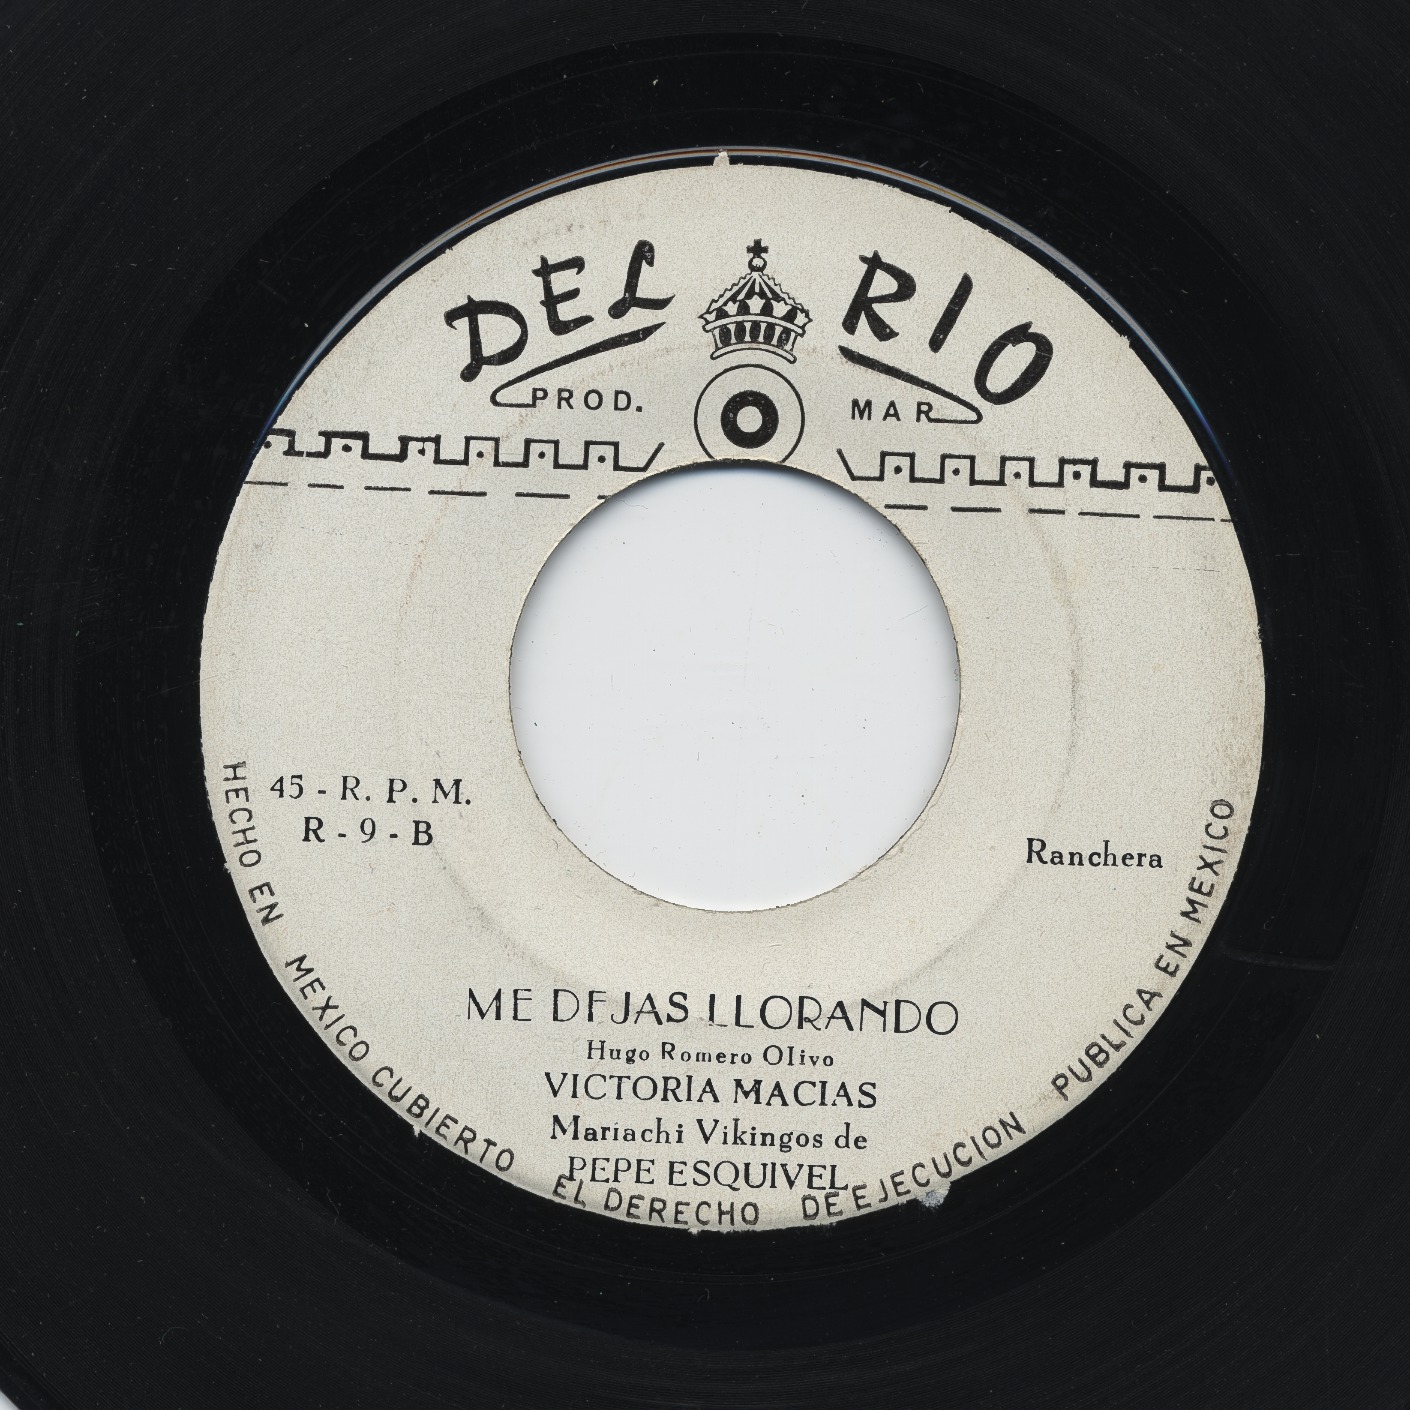 DEL RIO
PROD. MAR
45 - R. P. M.
R - 9 - B
Ranchera
ME DEJAS LLORANDO
Hugo Romero Olivo
VICTORIA MACIAS
Mariachi Vikingos de
PEPE ESQUIVEL
HECHO EN MEXICO CUBIERTO EL DERECHO DE EJECUCION PUBLICA EN MEXICO